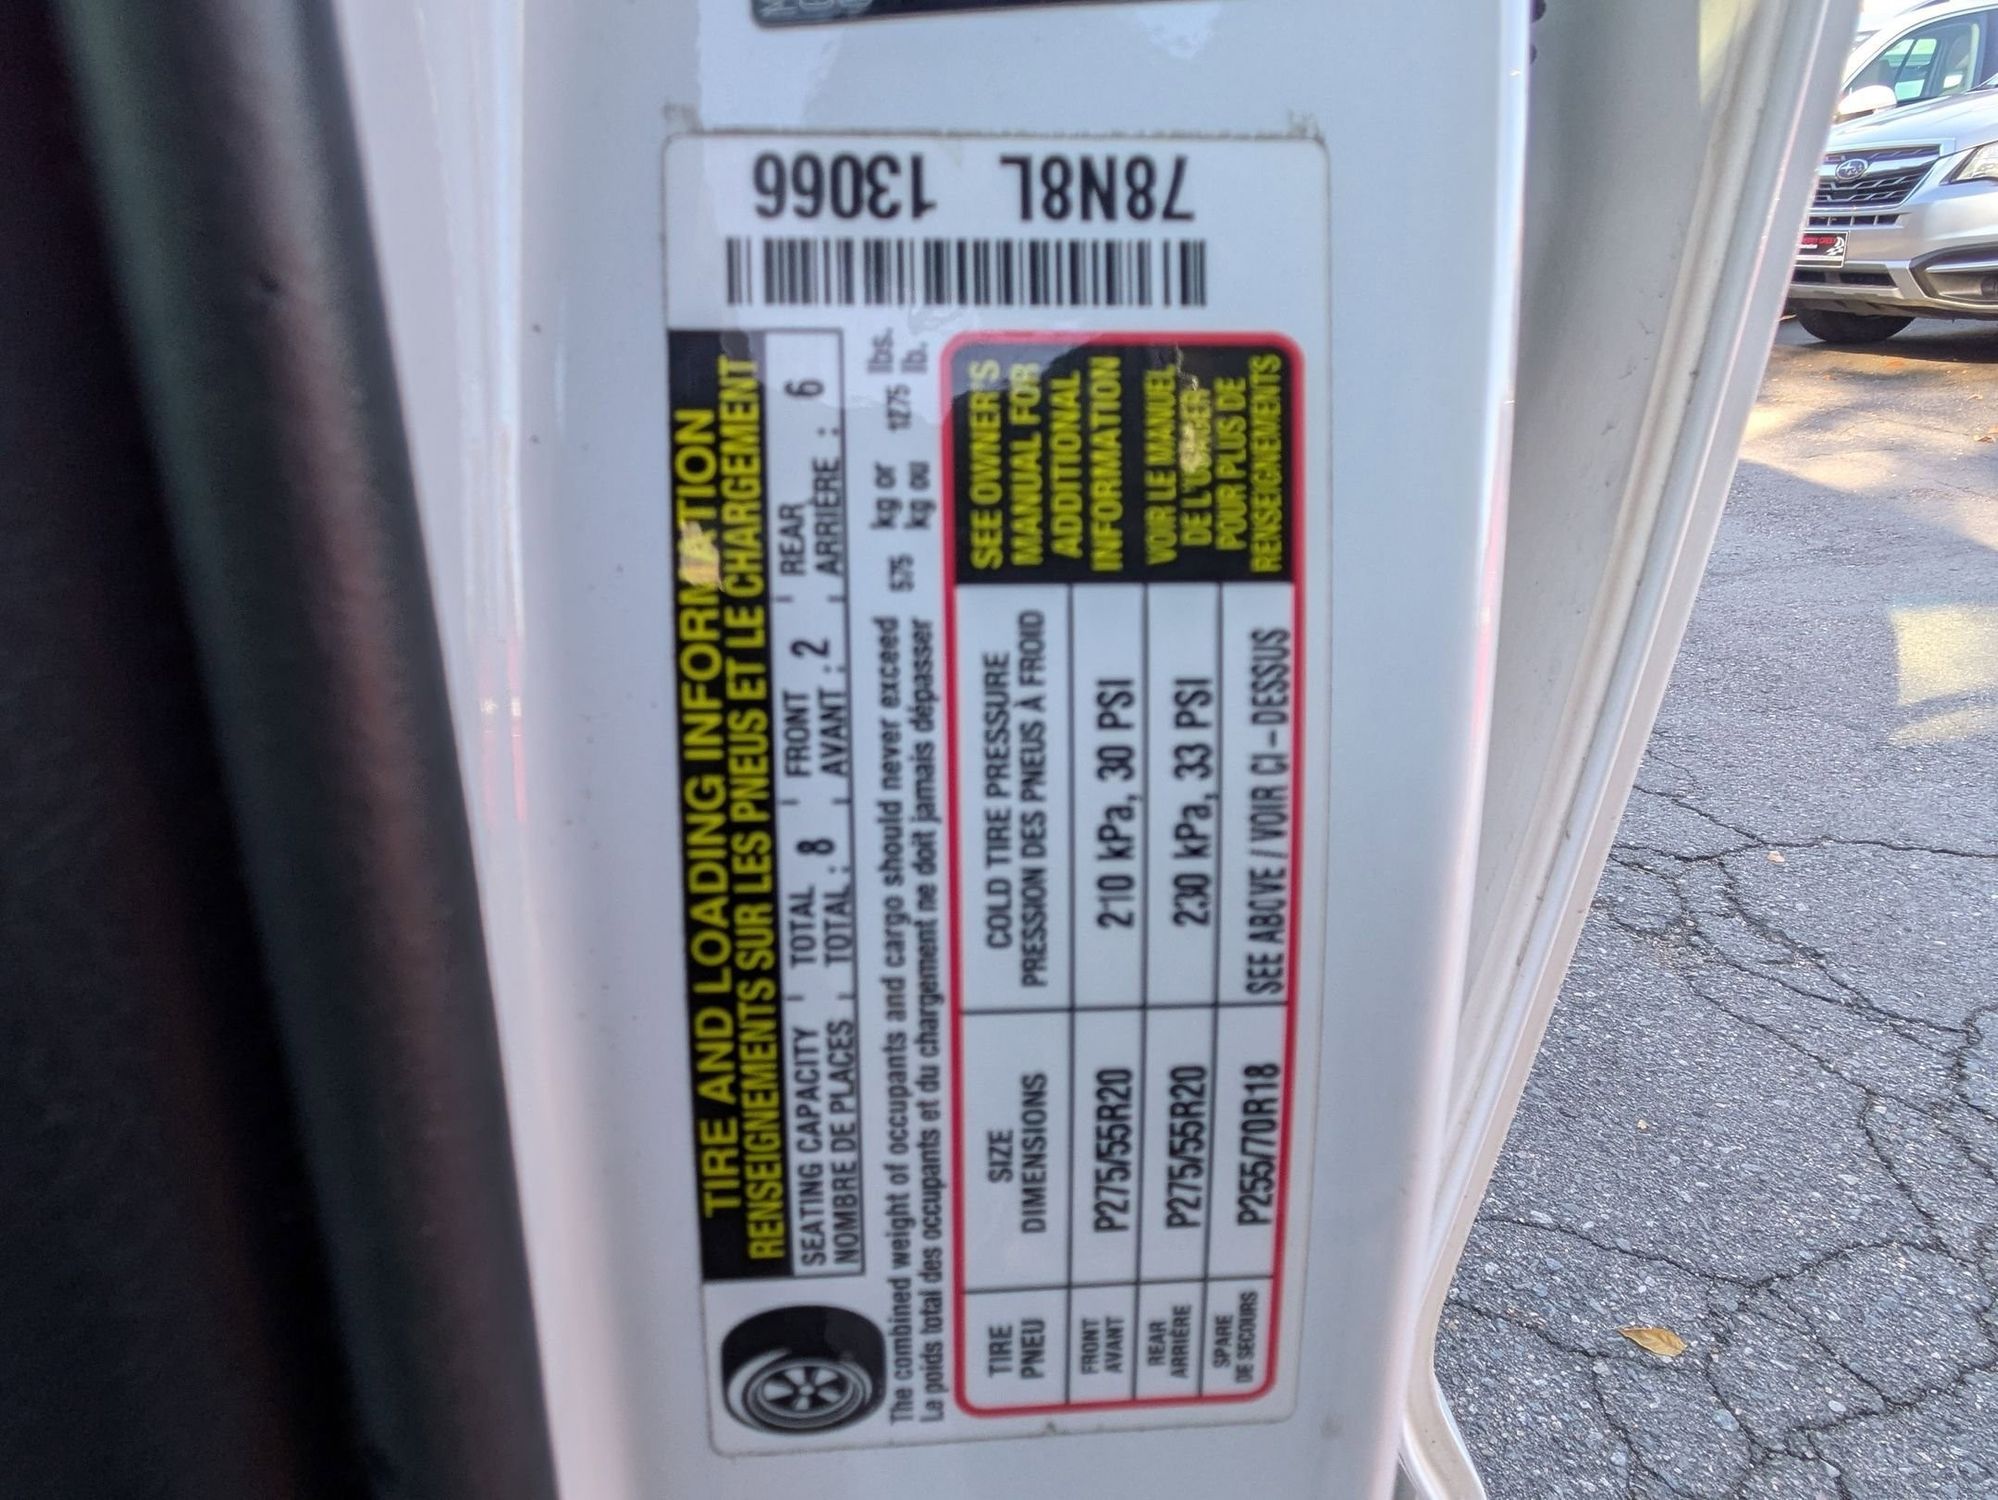 78N8L 13066
TIRE AND LOADING INFORMATION
RENSEIGNEMENTS SUR LES PNEUS ET LE CHARGEMENT
SEATING CAPACITY TOTAL 8 FRONT 2 REAR 6
NOMBRE DE PLACES TOTAL : AVANT : ARRIÈRE :
The combined weight of occupants and cargo should never exceed 575 kg or 1275 lbs.
Le poids total des occupants et du chargement ne doit jamais dépasser kg ou lb.
TIRE SIZE COLD TIRE PRESSURE
PNEU DIMENSIONS PRESSION DES PNEUS À FROID
FRONT P275/55R20 210 kPa, 30 PSI
AVANT
REAR P275/55R20 230 kPa, 33 PSI
ARRIÈRE
SPARE P255/70R18 SEE ABOVE / VOIR CI-DESSUS
DE SECOURS
SEE OWNER'S
MANUAL FOR
ADDITIONAL
INFORMATION
VOIR LE MANUEL
DE L'USAGER
POUR PLUS DE
RENSEIGNEMENTS